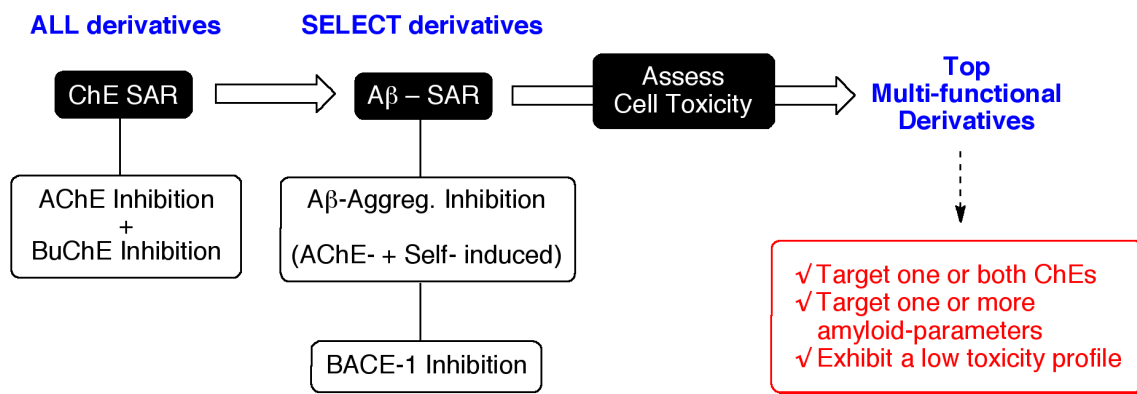 ALL derivatives
SELECT derivatives
ChE SAR
Aβ – SAR
Assess
Cell Toxicity
Top
Multi-functional
Derivatives
AChE Inhibition
+
BuChE Inhibition
Aβ-Aggreg. Inhibition
(AChE- + Self- induced)
BACE-1 Inhibition
√ Target one or both ChEs
√ Target one or more
amyloid-parameters
√ Exhibit a low toxicity profile